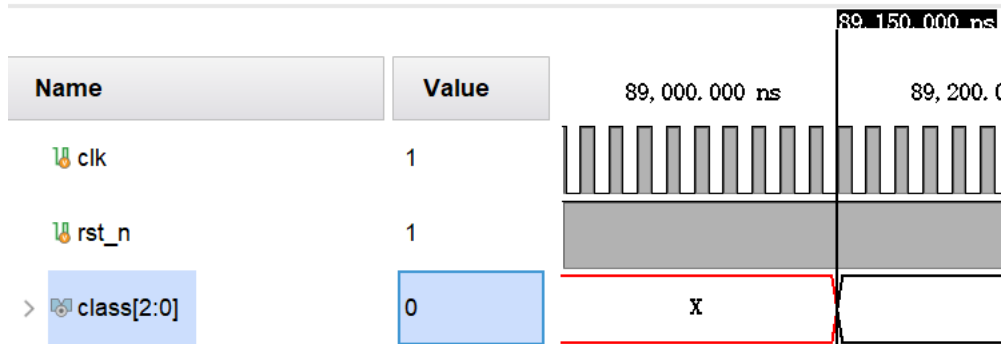 89,150.000 ns
Name Value
89,000.000 ns 89,200.0
clk 1
rst_n 1
class[2:0] 0 X